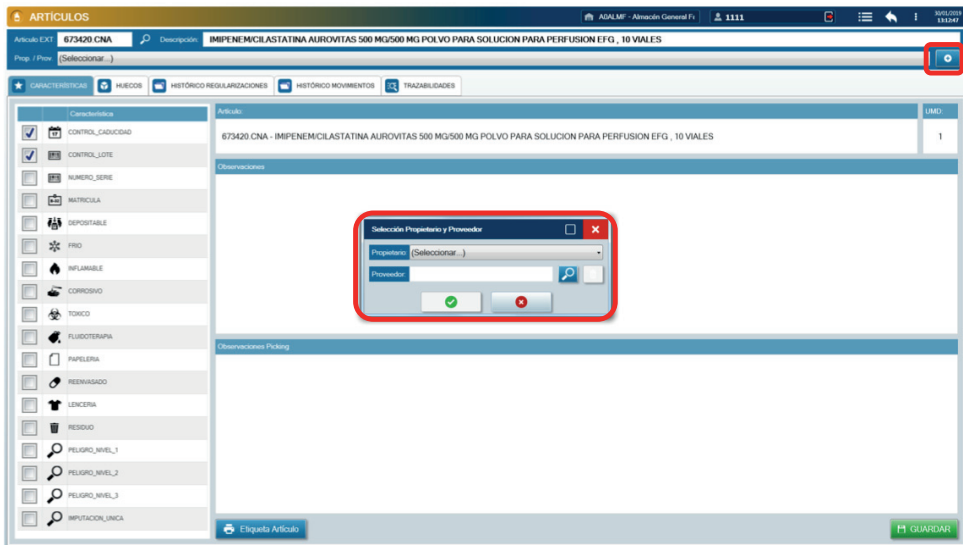 ARTÍCULOS
A0ALMF - Almacén General Fi
1111
30/01/2019
13:12:47
Artículo EXT: 673420.CNA Descripción: IMIPENEM/CILASTATINA AUROVITAS 500 MG/500 MG POLVO PARA SOLUCION PARA PERFUSION EFG , 10 VIALES
Prop. / Prov. (Seleccionar...)
CARACTERÍSTICAS HUECOS HISTÓRICO REGULARIZACIONES HISTÓRICO MOVIMIENTOS TRAZABILIDADES
Característica
CONTROL_CADUCIDAD
CONTROL_LOTE
NUMERO_SERIE
MATRICULA
DEPOSITABLE
FRIO
INFLAMABLE
CORROSIVO
TOXICO
FLUIDOTERAPIA
PAPELERIA
REENVASADO
LENCERIA
RESIDUO
PELIGRO_NIVEL_1
PELIGRO_NIVEL_2
PELIGRO_NIVEL_3
IMPUTACION_UNICA
Artículo: UMD:
673420.CNA - IMIPENEM/CILASTATINA AUROVITAS 500 MG/500 MG POLVO PARA SOLUCION PARA PERFUSION EFG , 10 VIALES 1
Observaciones
Selección Propietario y Proveedor
Propietario: (Seleccionar...)
Proveedor:
Observaciones Picking
Etiqueta Artículo
GUARDAR